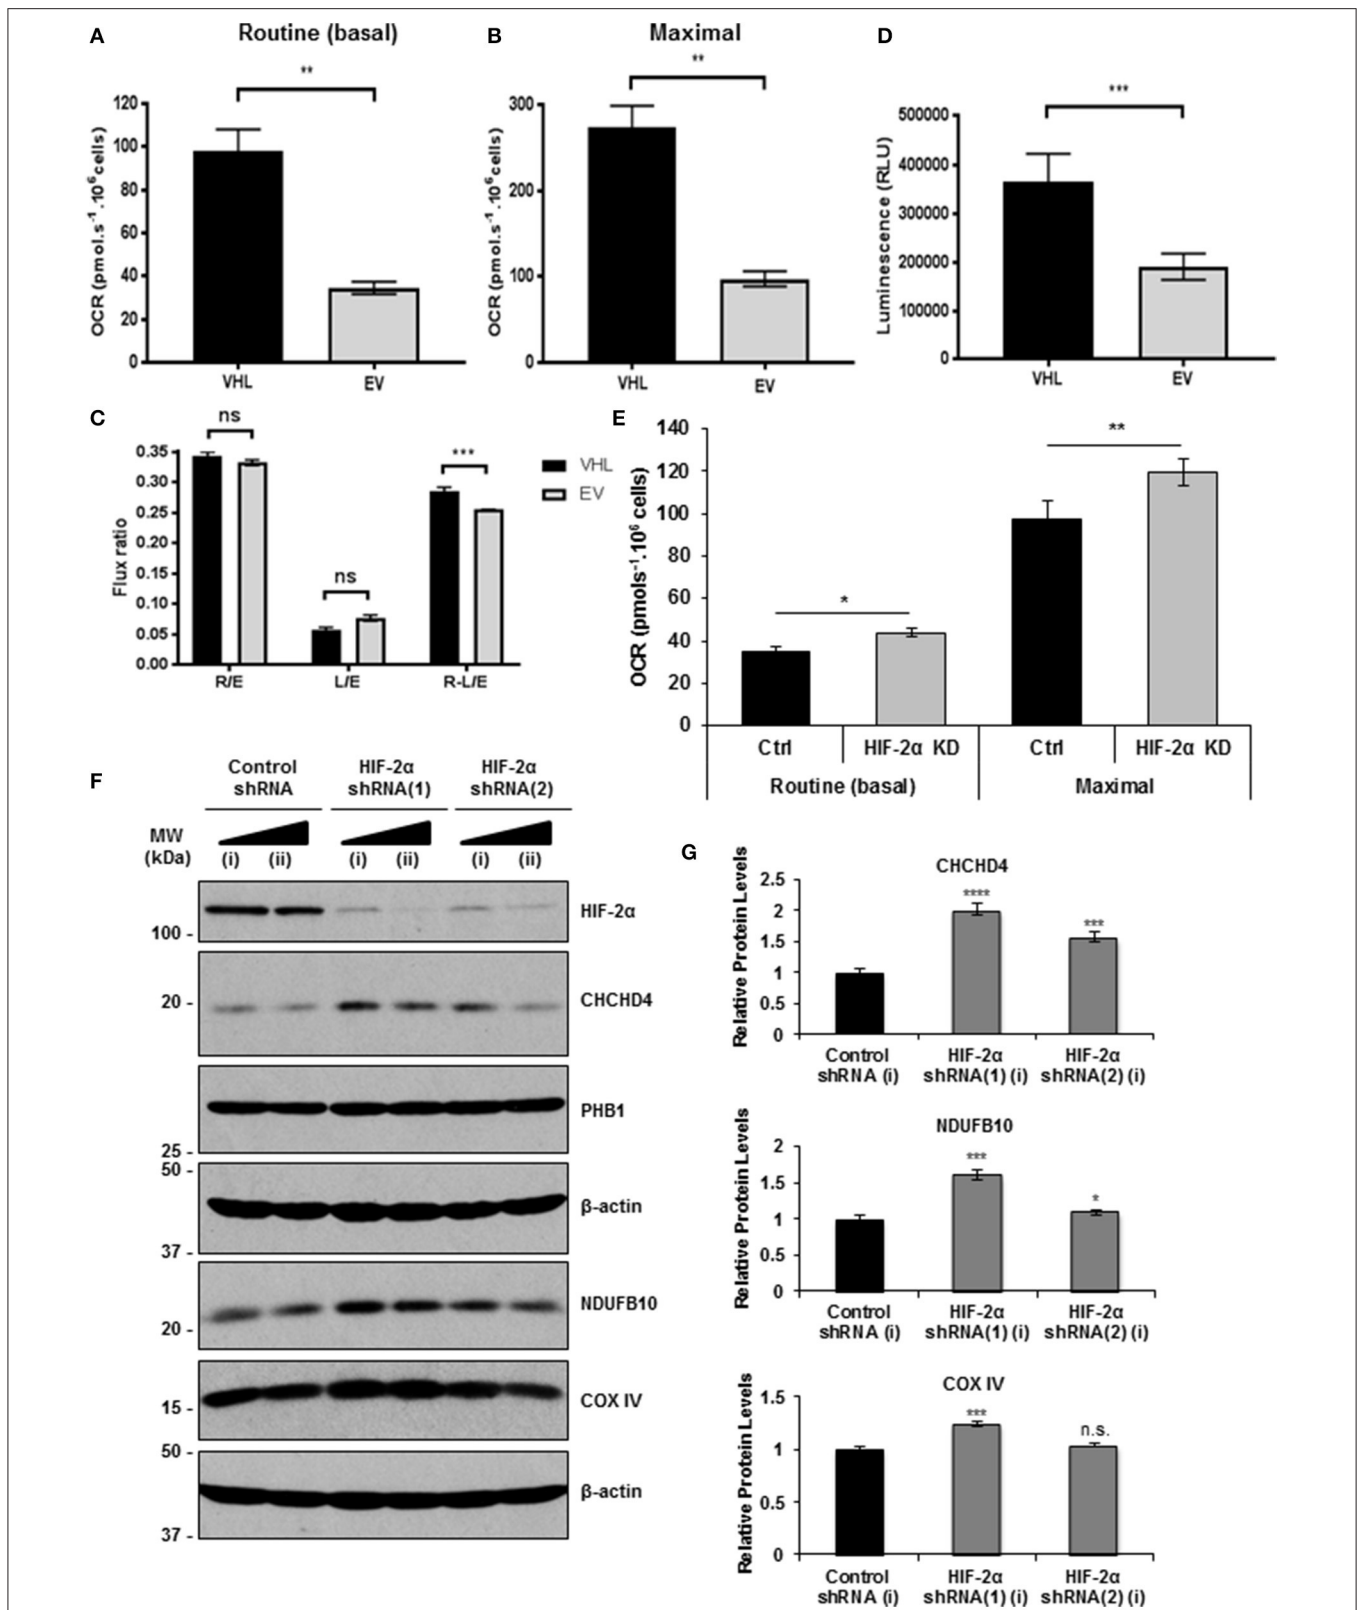 A
Routine (basal)
**
OCR (pmol.s⁻¹.10⁶cells)
120
100
80
60
40
20
0
VHL
EV
B
Maximal
**
OCR (pmol.s⁻¹.10⁶cells)
300
200
100
0
VHL
EV
D
***
Luminescence (RLU)
500000
400000
300000
200000
100000
0
VHL
EV
C
Flux ratio
0.35
0.30
0.25
0.20
0.15
0.10
0.05
0.00
ns
ns
***
R/E
L/E
R-L/E
VHL
EV
E
OCR (pmols⁻¹.10⁶ cells)
140
120
100
80
60
40
20
0
*
**
Ctrl
HIF-2α KD
Ctrl
HIF-2α KD
Routine (basal)
Maximal
F
Control
shRNA
HIF-2α
shRNA(1)
HIF-2α
shRNA(2)
MW
(kDa)
(i)
(ii)
(i)
(ii)
(i)
(ii)
HIF-2α
100 -
20 -
CHCHD4
PHB1
25 -
50 -
β-actin
37 -
NDUFB10
20 -
COX IV
15 -
50 -
β-actin
37 -
G
CHCHD4
Relative Protein Levels
2.5
2
1.5
1
0.5
0
****
***
Control
shRNA (i)
HIF-2α
shRNA(1) (i)
HIF-2α
shRNA(2) (i)
NDUFB10
Relative Protein Levels
2
1.5
1
0.5
0
***
*
Control
shRNA (i)
HIF-2α
shRNA(1) (i)
HIF-2α
shRNA(2) (i)
COX IV
Relative Protein Levels
1.5
1
0.5
0
***
n.s.
Control
shRNA (i)
HIF-2α
shRNA(1) (i)
HIF-2α
shRNA(2) (i)